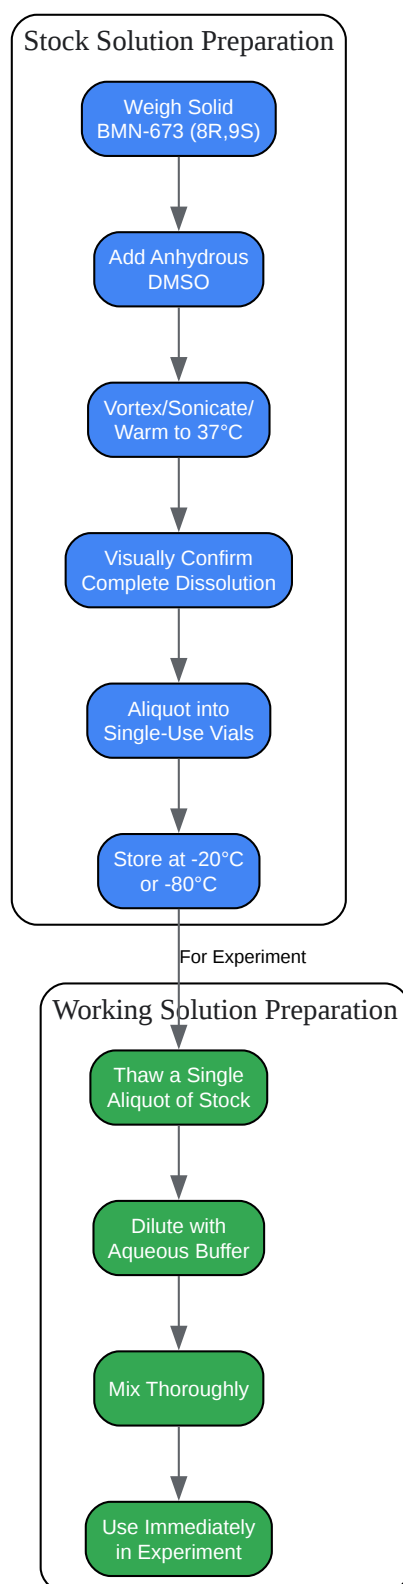 Stock Solution Preparation
Weigh Solid
BMN-673 (8R,9S)
Add Anhydrous
DMSO
Vortex/Sonicate/
Warm to 37°C
Visually Confirm
Complete Dissolution
Aliquot into
Single-Use Vials
Store at -20°C
or -80°C
For Experiment
Working Solution Preparation
Thaw a Single
Aliquot of Stock
Dilute with
Aqueous Buffer
Mix Thoroughly
Use Immediately
in Experiment